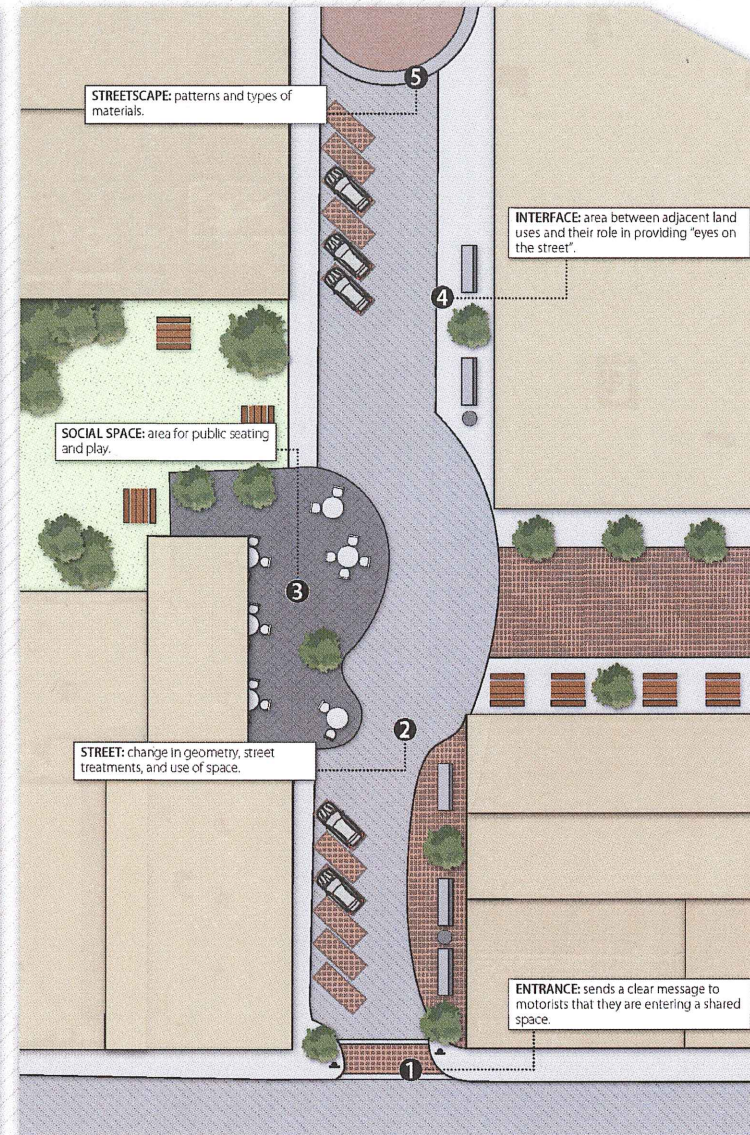 5
STREETSCAPE: patterns and types of
materials.
INTERFACE: area between adjacent land
uses and their role in providing "eyes on
the street".
4
SOCIAL SPACE: area for public seating
and play.
3
2
STREET: change in geometry, street
treatments, and use of space.
ENTRANCE: sends a clear message to
motorists that they are entering a shared
space.
1